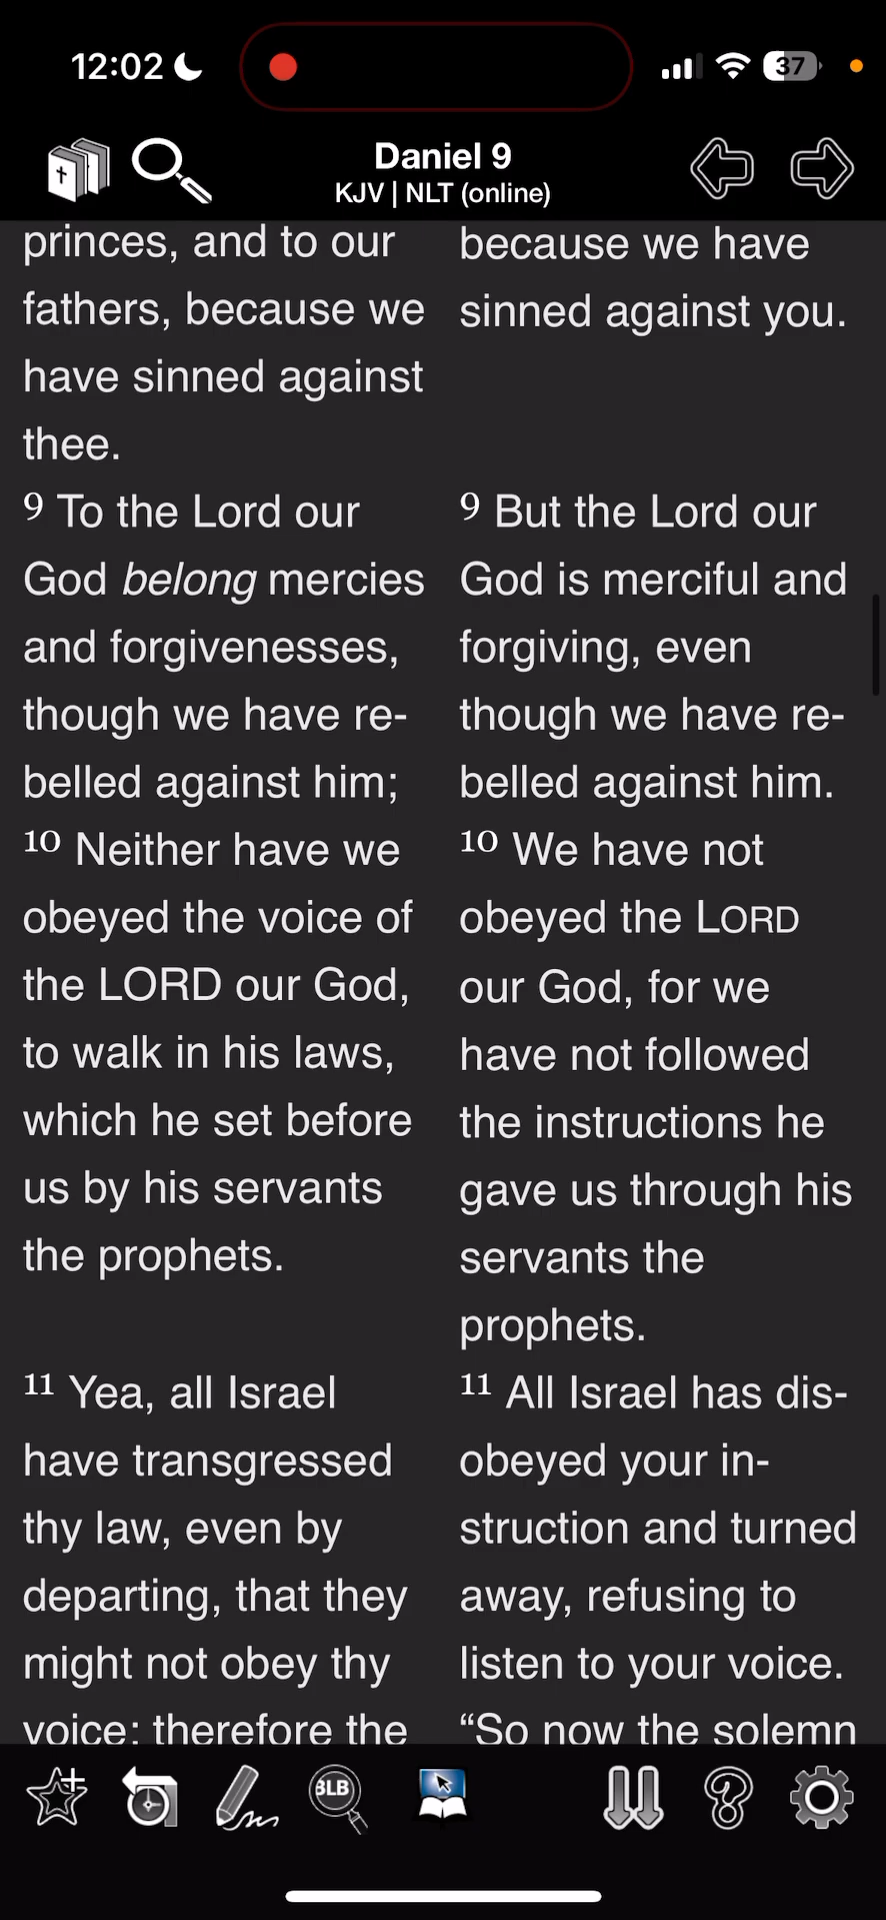 12:02
37
Daniel 9
KJV | NLT (online)
princes, and to our
fathers, because we
have sinned against
thee.
9 To the Lord our
God belong mercies
and forgivenesses,
though we have re-
belled against him;
10 Neither have we
obeyed the voice of
the LORD our God,
to walk in his laws,
which he set before
us by his servants
the prophets.
11 Yea, all Israel
have transgressed
thy law, even by
departing, that they
might not obey thy
voice; therefore the
because we have
sinned against you.
9 But the Lord our
God is merciful and
forgiving, even
though we have re-
belled against him.
10 We have not
obeyed the LORD
our God, for we
have not followed
the instructions he
gave us through his
servants the
prophets.
11 All Israel has dis-
obeyed your in-
struction and turned
away, refusing to
listen to your voice.
“So now the solemn
BLB